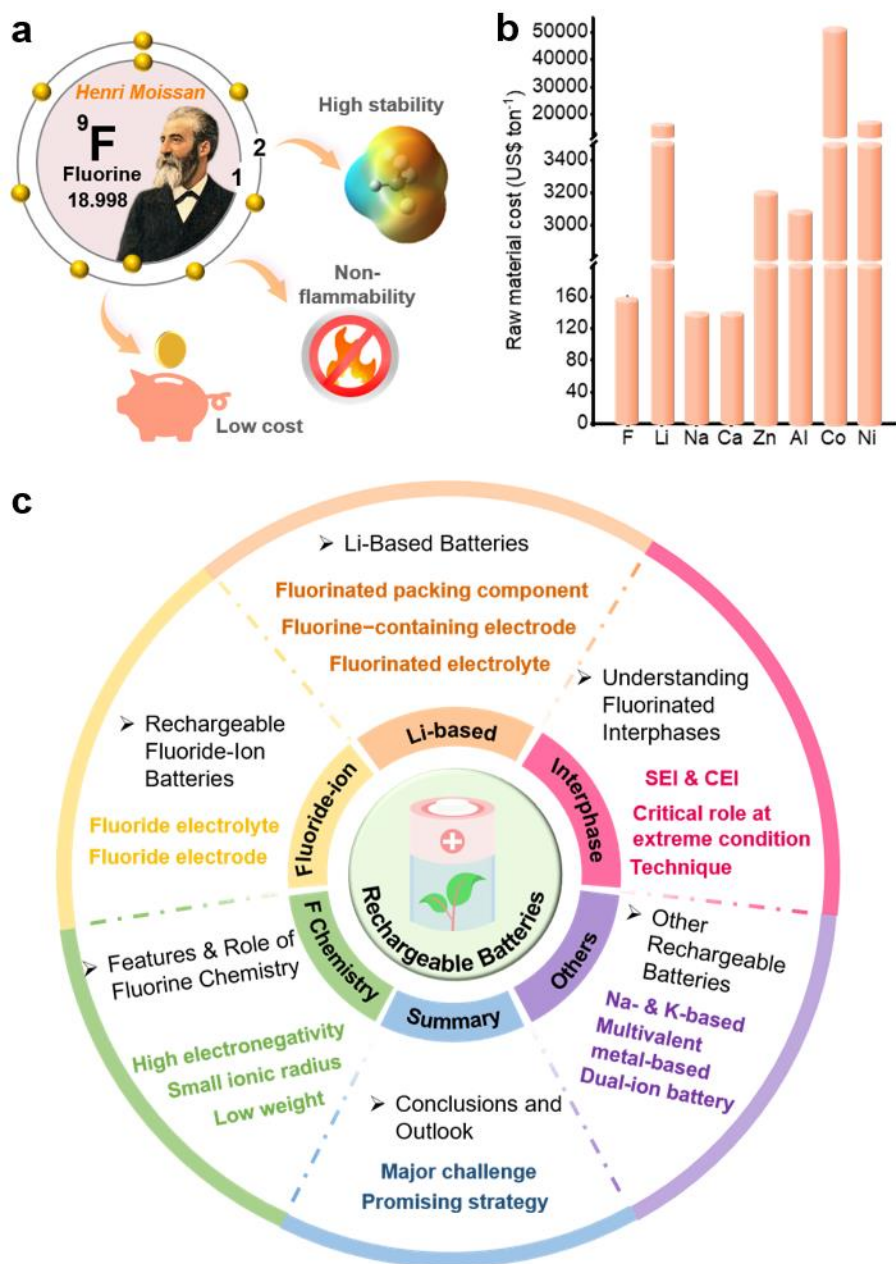 a
Henri Moissan
9
F
Fluorine
18.998
1
2
High stability
Non-
flammability
Low cost
b
Raw material cost (US$ ton-1)
50000
40000
30000
20000
3400
3200
3000
160
120
80
40
0
F Li Na Ca Zn Al Co Ni
c
➢ Li-Based Batteries
Fluorinated packing component
Fluorine−containing electrode
Fluorinated electrolyte
➢ Understanding
Fluorinated
Interphases
SEI & CEI
Critical role at
extreme condition
Technique
➢ Other
Rechargeable
Batteries
Na- & K-based
Multivalent
metal-based
Dual-ion battery
➢ Conclusions and
Outlook
Major challenge
Promising strategy
➢ Features & Role of
Fluorine Chemistry
High electronegativity
Small ionic radius
Low weight
➢ Rechargeable
Fluoride-Ion
Batteries
Fluoride electrolyte
Fluoride electrode
Li-based
Interphase
Others
Summary
F Chemistry
Fluoride-ion
Rechargeable Batteries